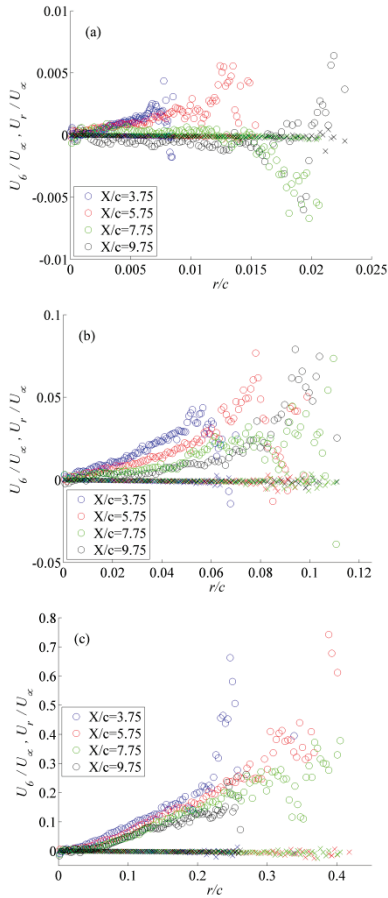 (a)
U_θ / U_∞ , U_r / U_∞
0.01
0.005
0
-0.005
-0.01
X/c=3.75
X/c=5.75
X/c=7.75
X/c=9.75
0 0.005 0.01 0.015 0.02 0.025
r/c
(b)
U_θ / U_∞ , U_r / U_∞
0.1
0.05
0
-0.05
X/c=3.75
X/c=5.75
X/c=7.75
X/c=9.75
0 0.02 0.04 0.06 0.08 0.1 0.12
r/c
(c)
U_θ / U_∞ , U_r / U_∞
0.8
0.7
0.6
0.5
0.4
0.3
0.2
0.1
0
-0.05
X/c=3.75
X/c=5.75
X/c=7.75
X/c=9.75
0 0.1 0.2 0.3 0.4
r/c